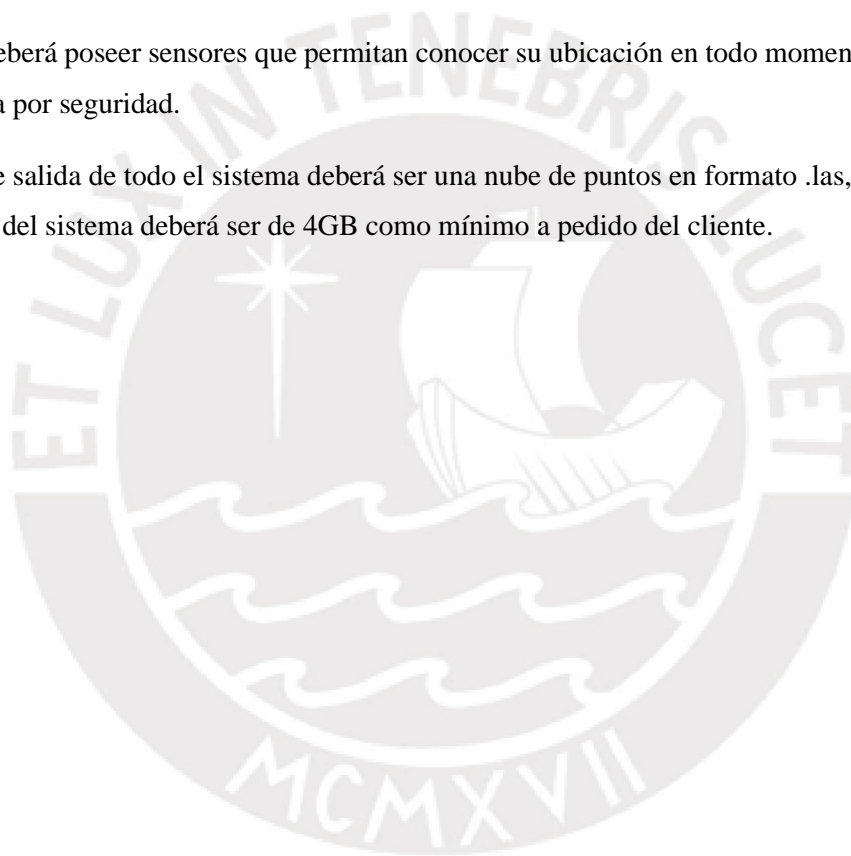 eberá poseer sensores que permitan conocer su ubicación en todo momen
a por seguridad.
e salida de todo el sistema deberá ser una nube de puntos en formato .las,
del sistema deberá ser de 4GB como mínimo a pedido del cliente.
ET LUX IN TENEBRIS LUCET
MCMXVII